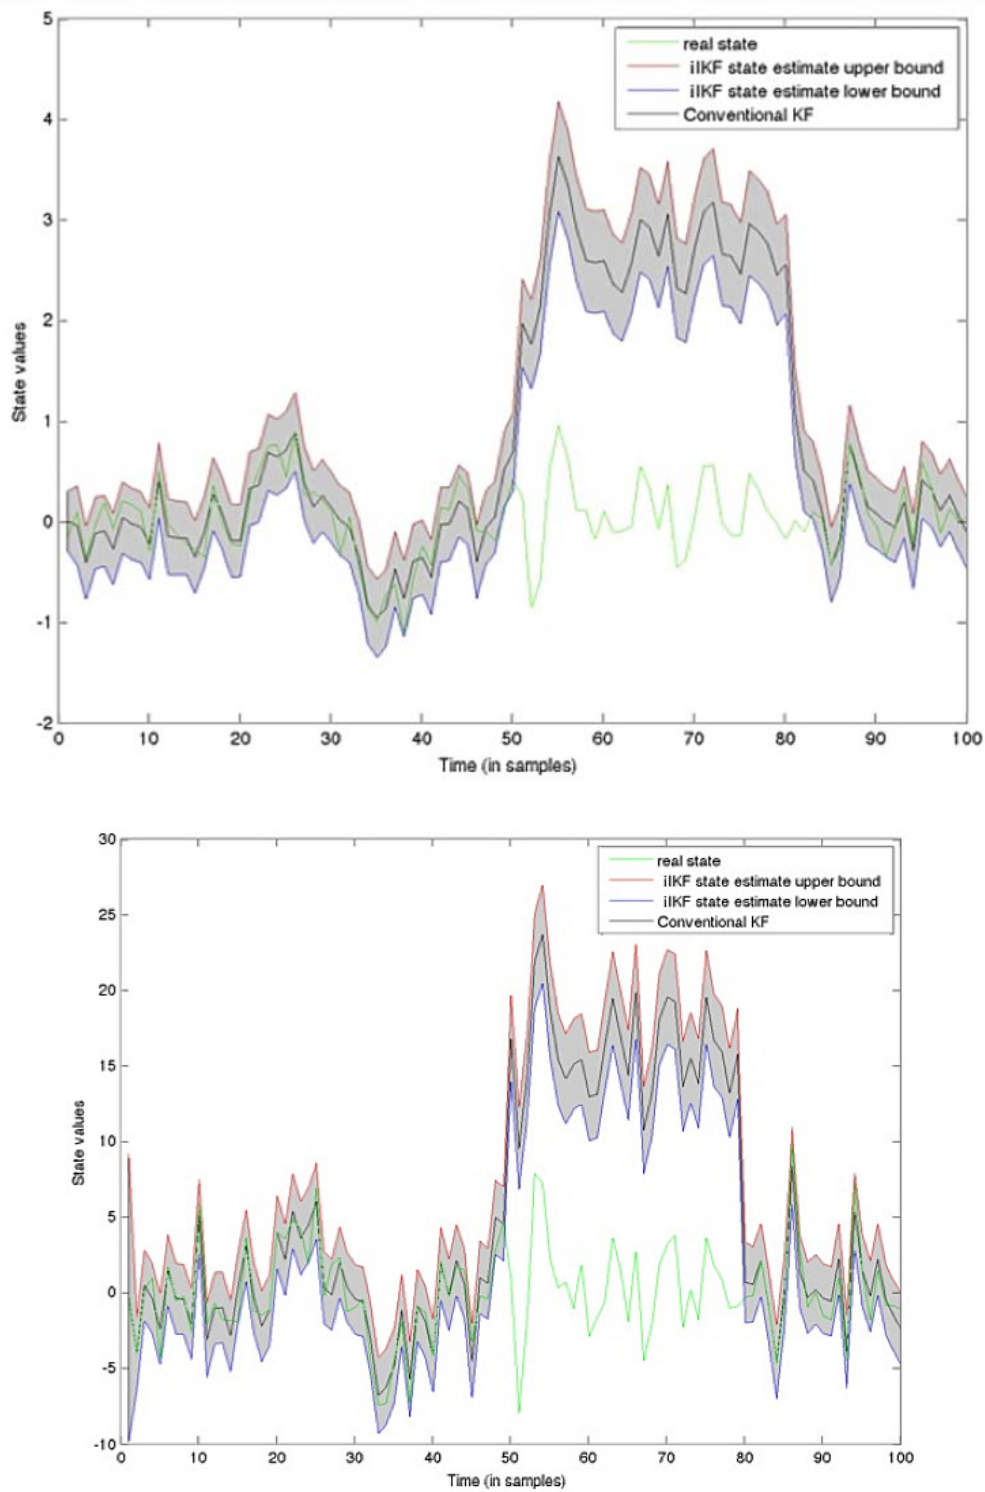 5
real state
iIKF state estimate upper bound
iIKF state estimate lower bound
Conventional KF
4
3
2
State values
1
0
-1
-2
0 10 20 30 40 50 60 70 80 90 100
Time (in samples)
30
real state
iIKF state estimate upper bound
iIKF state estimate lower bound
Conventional KF
25
20
15
State values
10
5
0
-5
-10
0 10 20 30 40 50 60 70 80 90 100
Time (in samples)